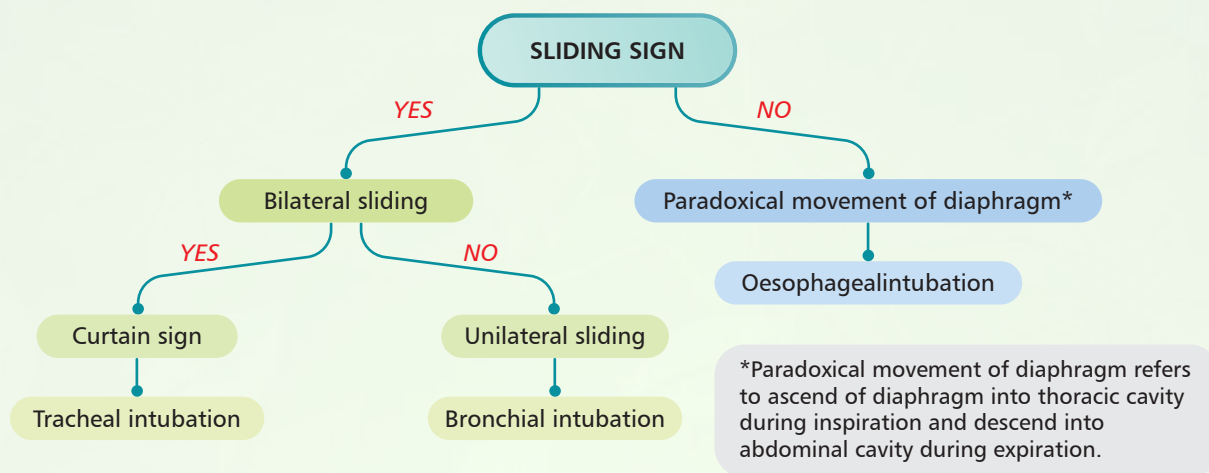 SLIDING SIGN
YES
NO
Bilateral sliding
Paradoxical movement of diaphragm*
YES
NO
Oesophagealintubation
Curtain sign
Unilateral sliding
Tracheal intubation
Bronchial intubation
*Paradoxical movement of diaphragm refers
to ascend of diaphragm into thoracic cavity
during inspiration and descend into
abdominal cavity during expiration.